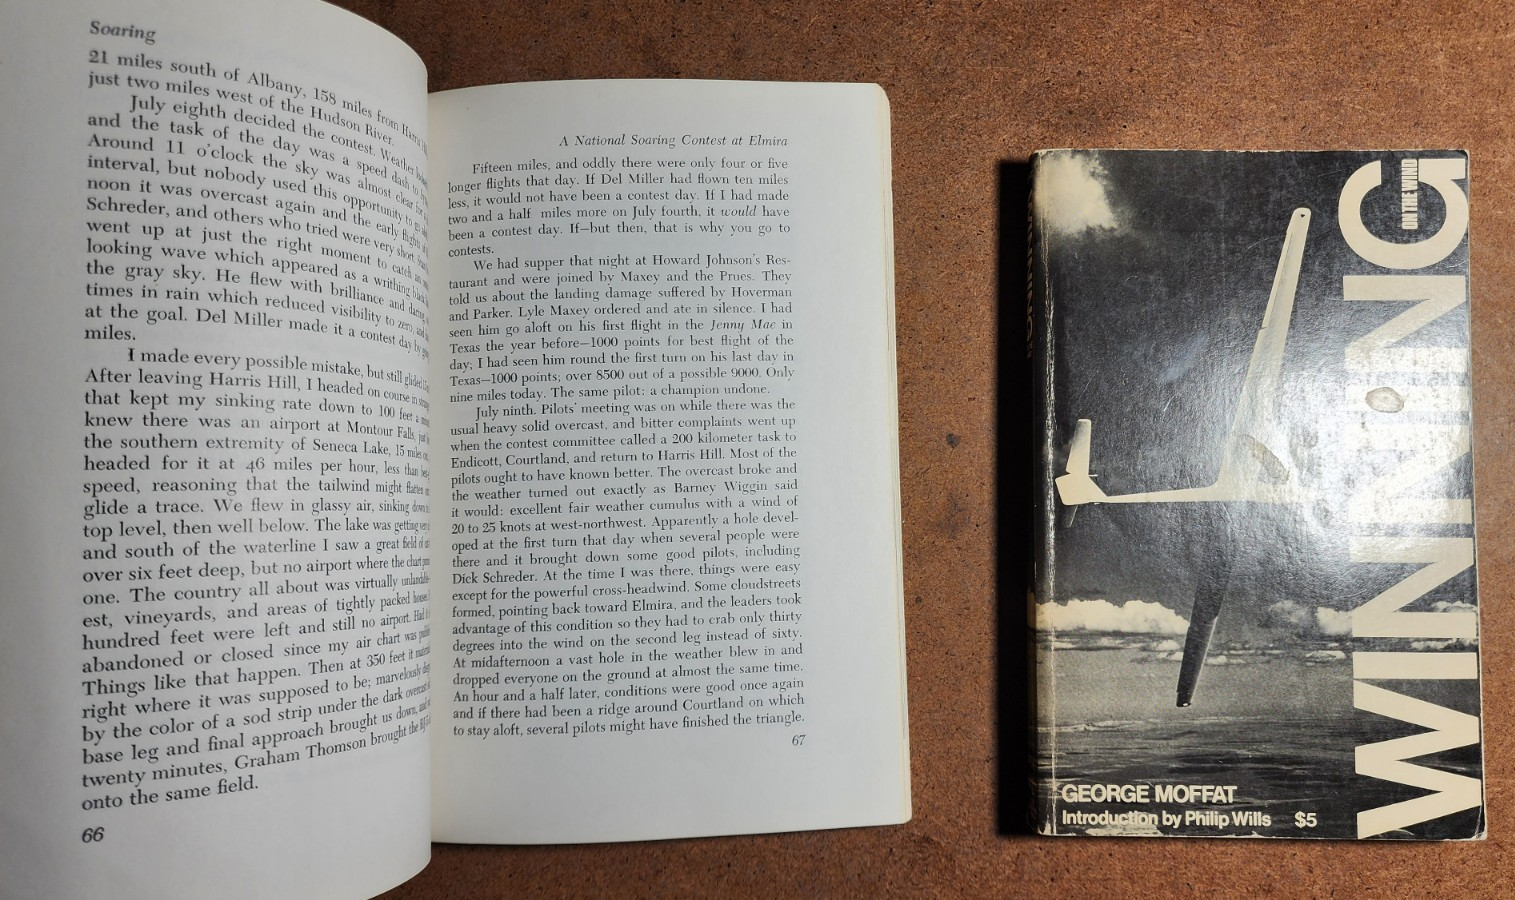 Soaring
21 miles south of Albany, 158 miles from Harris
just two miles west of the Hudson River.
July eighth decided the contest. Weather
and the task of the day was a speed dash to
Around 11 o'clock the sky was almost clear for
interval, but nobody used this opportunity to
noon it was overcast again and the early flights
Schreder, and others who tried were very short.
went up at just the right moment to catch
looking wave which appeared as a writhing black
the gray sky. He flew with brilliance and daring,
times in rain which reduced visibility to zero, and
at the goal. Del Miller made it a contest day by
miles.
I made every possible mistake, but still glided
After leaving Harris Hill, I headed on course in
that kept my sinking rate down to 100 feet a
knew there was an airport at Montour Falls,
the southern extremity of Seneca Lake, 15 miles
headed for it at 46 miles per hour, less than
speed, reasoning that the tailwind might flatten
glide a trace. We flew in glassy air, sinking
top level, then well below. The lake was getting
and south of the waterline I saw a great field of
over six feet deep, but no airport where the chart
one. The country all about was virtually
est, vineyards, and areas of tightly packed houses.
hundred feet were left and still no airport. Had
abandoned or closed since my air chart was
Things like that happen. Then at 350 feet it
right where it was supposed to be; marvelously
by the color of a sod strip under the dark overcast
base leg and final approach brought us down,
twenty minutes, Graham Thomson brought the
onto the same field.
66
A National Soaring Contest at Elmira
Fifteen miles, and oddly there were only four or five
longer flights that day. If Del Miller had flown ten miles
less, it would not have been a contest day. If I had made
two and a half miles more on July fourth, it would have
been a contest day. If—but then, that is why you go to
contests.
We had supper that night at Howard Johnson's Res-
taurant and were joined by Maxey and the Prues. They
told us about the landing damage suffered by Hoverman
and Parker. Lyle Maxey ordered and ate in silence. I had
seen him go aloft on his first flight in the Jenny Mae in
Texas the year before—1000 points for best flight of the
day; I had seen him round the first turn on his last day in
Texas—1000 points; over 8500 out of a possible 9000. Only
nine miles today. The same pilot: a champion undone.
July ninth. Pilots' meeting was on while there was the
usual heavy solid overcast, and bitter complaints went up
when the contest committee called a 200 kilometer task to
Endicott, Courtland, and return to Harris Hill. Most of the
pilots ought to have known better. The overcast broke and
the weather turned out exactly as Barney Wiggin said
it would: excellent fair weather cumulus with a wind of
20 to 25 knots at west-northwest. Apparently a hole devel-
oped at the first turn that day when several people were
there and it brought down some good pilots, including
Dick Schreder. At the time I was there, things were easy
except for the powerful cross-headwind. Some cloudstreets
formed, pointing back toward Elmira, and the leaders took
advantage of this condition so they had to crab only thirty
degrees into the wind on the second leg instead of sixty.
At midafternoon a vast hole in the weather blew in and
dropped everyone on the ground at almost the same time.
An hour and a half later, conditions were good once again
and if there had been a ridge around Courtland on which
to stay aloft, several pilots might have finished the triangle.
67
WINNING
ON THE WIND
GEORGE MOFFAT
Introduction by Philip Wills $5